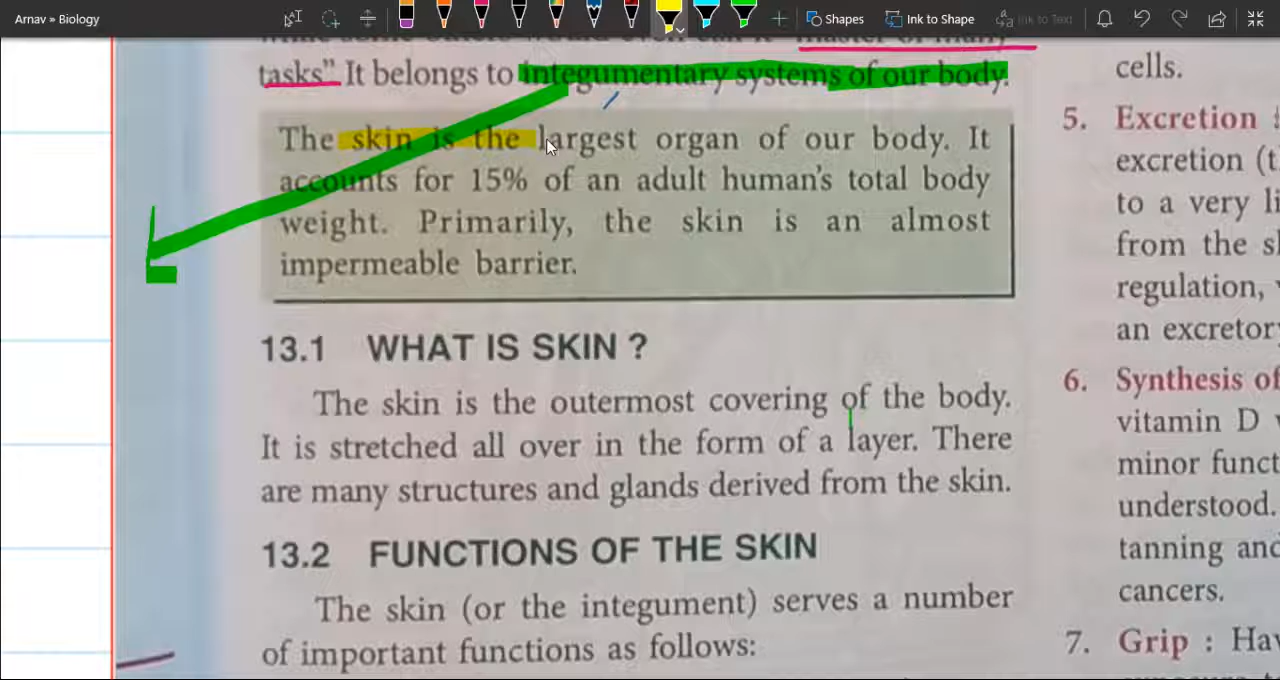 Arnav » Biology
Shapes
Ink to Shape
Ink to Text
tasks" It belongs to integumentary systems of our body.
The skin is the largest organ of our body. It
accounts for 15% of an adult human's total body
weight. Primarily, the skin is an almost
impermeable barrier.
13.1 WHAT IS SKIN ?
The skin is the outermost covering of the body.
It is stretched all over in the form of a layer. There
are many structures and glands derived from the skin.
13.2 FUNCTIONS OF THE SKIN
The skin (or the integument) serves a number
of important functions as follows:
cells.
5. Excretion :
excretion (t
to a very li
from the s
regulation,
an excretory
6. Synthesis of
vitamin D
minor funct
understood.
tanning and
cancers.
7. Grip : Hav